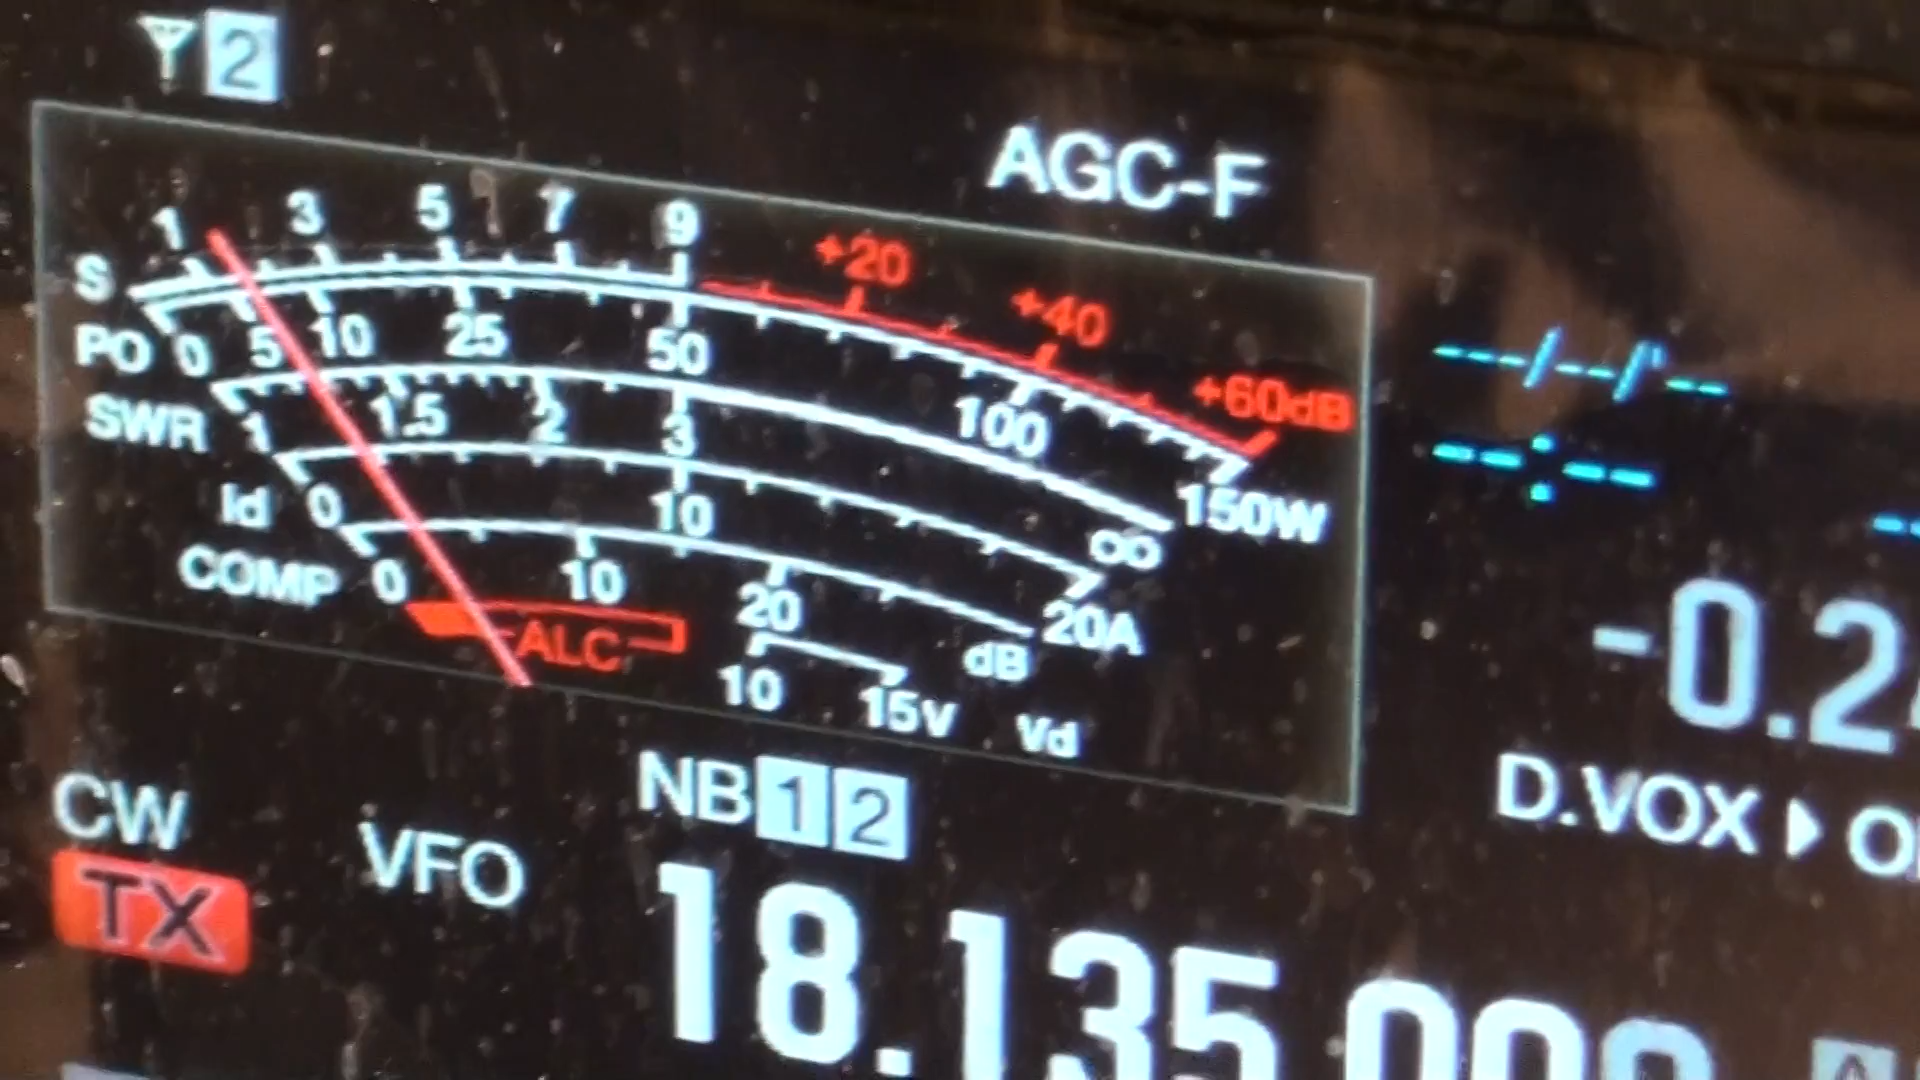 2
AGC-F
S 1 3 5 7 9 +20 +40 +60dB
PO 0 5 10 25 50 100 150W
SWR 1 1.5 2 3 ∞
Id 0 10 20A
COMP 0 10 20 dB
ALC 10 15V Vd
--/--/--
--:--
-0.2
CW
NB 1 2
D.VOX
TX
VFO
18.135.000